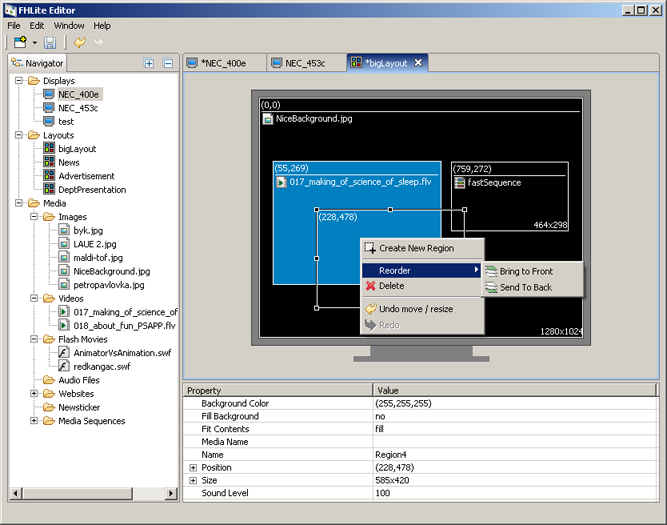 FHLite Editor
File Edit Window Help
Navigator
Displays
NEC_400e
NEC_453c
test
Layouts
bigLayout
News
Advertisement
DeptPresentation
Media
Images
byk.jpg
LAUE 2.jpg
maldi-tof.jpg
NiceBackground.jpg
petropavlovka.jpg
Videos
017_making_of_science_of
018_about_fun_PSAPP.flv
Flash Movies
AnimatorVsAnimation.swf
redkangac.swf
Audio Files
Websites
Newsticker
Media Sequences
*NEC_400e NEC_453c *bigLayout
(0,0)
NiceBackground.jpg
(55,269)
017_making_of_science_of_sleep.flv
(759,272)
fastSequence
464x298
(228,478)
1280x1024
Create New Region
Reorder
Delete
Undo move / resize
Redo
Bring to Front
Send To Back
Property Value
Background Color (255,255,255)
Fill Background no
Fit Contents fill
Media Name
Name Region4
Position (228,478)
Size 585x420
Sound Level 100